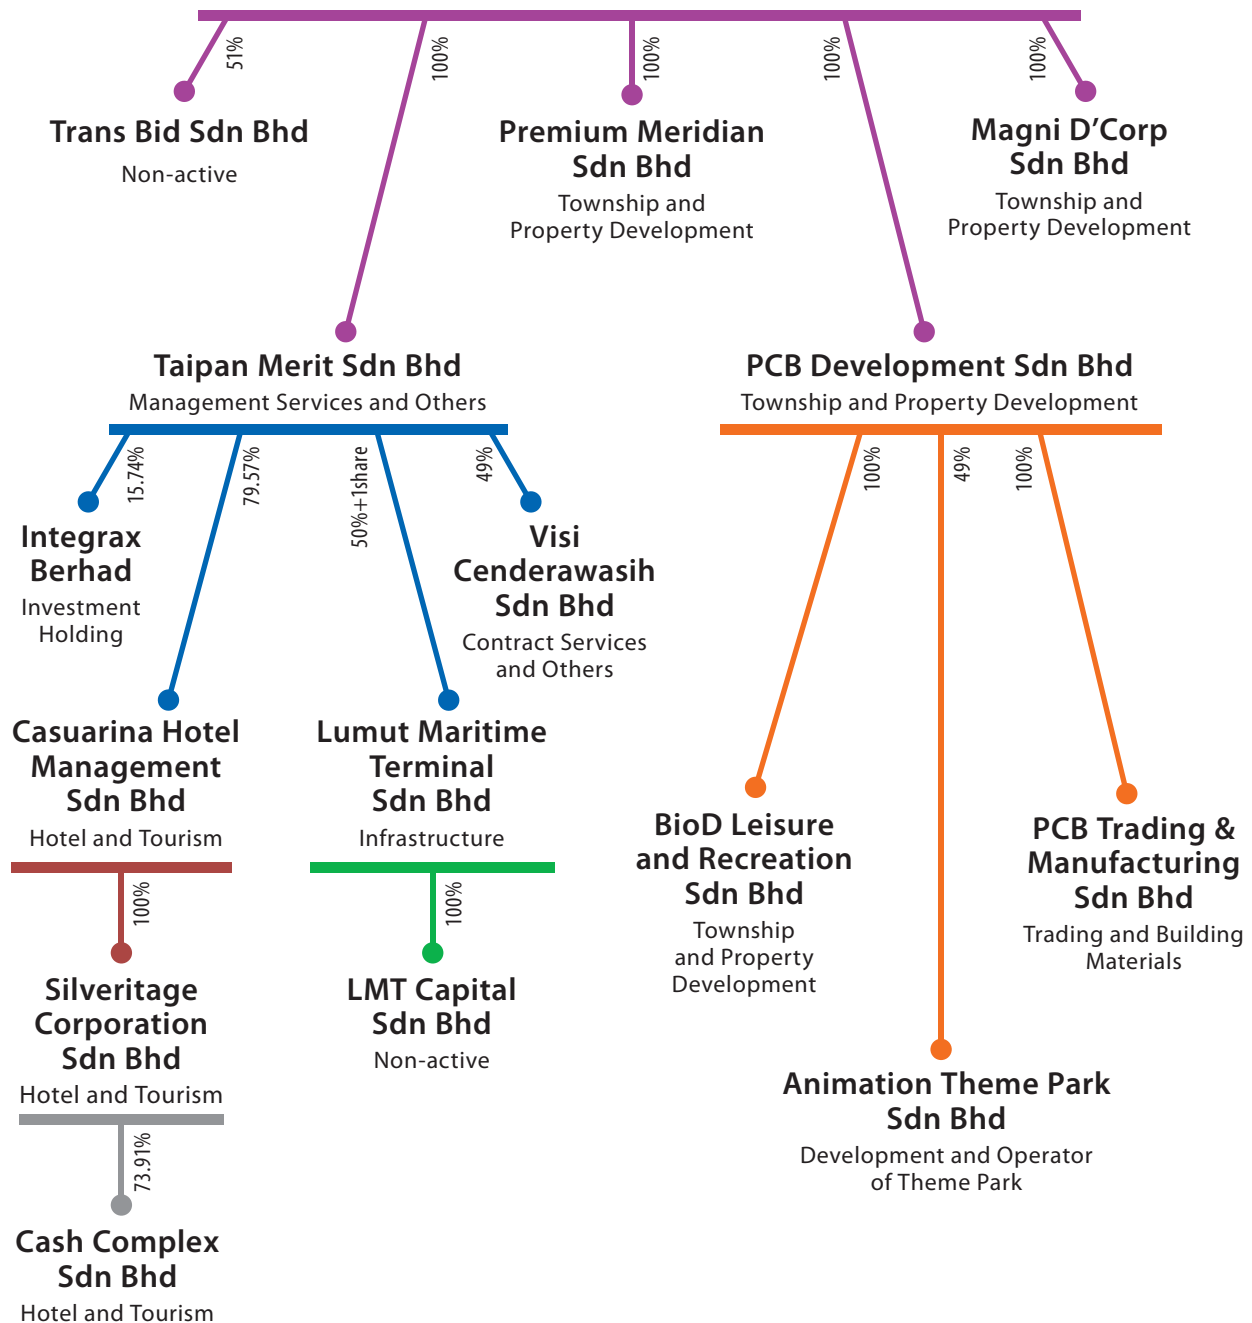 51%
100%
100%
100%
100%
Trans Bid Sdn Bhd
Non-active
Premium Meridian
Sdn Bhd
Township and
Property Development
Magni D’Corp
Sdn Bhd
Township and
Property Development
Taipan Merit Sdn Bhd
Management Services and Others
PCB Development Sdn Bhd
Township and Property Development
15.74%
79.57%
50%+1share
49%
100%
49%
100%
Integrax
Berhad
Investment
Holding
Visi
Cenderawasih
Sdn Bhd
Contract Services
and Others
Casuarina Hotel
Management
Sdn Bhd
Hotel and Tourism
Lumut Maritime
Terminal
Sdn Bhd
Infrastructure
BioD Leisure
and Recreation
Sdn Bhd
Township
and Property
Development
PCB Trading &
Manufacturing
Sdn Bhd
Trading and Building
Materials
100%
100%
Silveritage
Corporation
Sdn Bhd
Hotel and Tourism
LMT Capital
Sdn Bhd
Non-active
Animation Theme Park
Sdn Bhd
Development and Operator
of Theme Park
73.91%
Cash Complex
Sdn Bhd
Hotel and Tourism